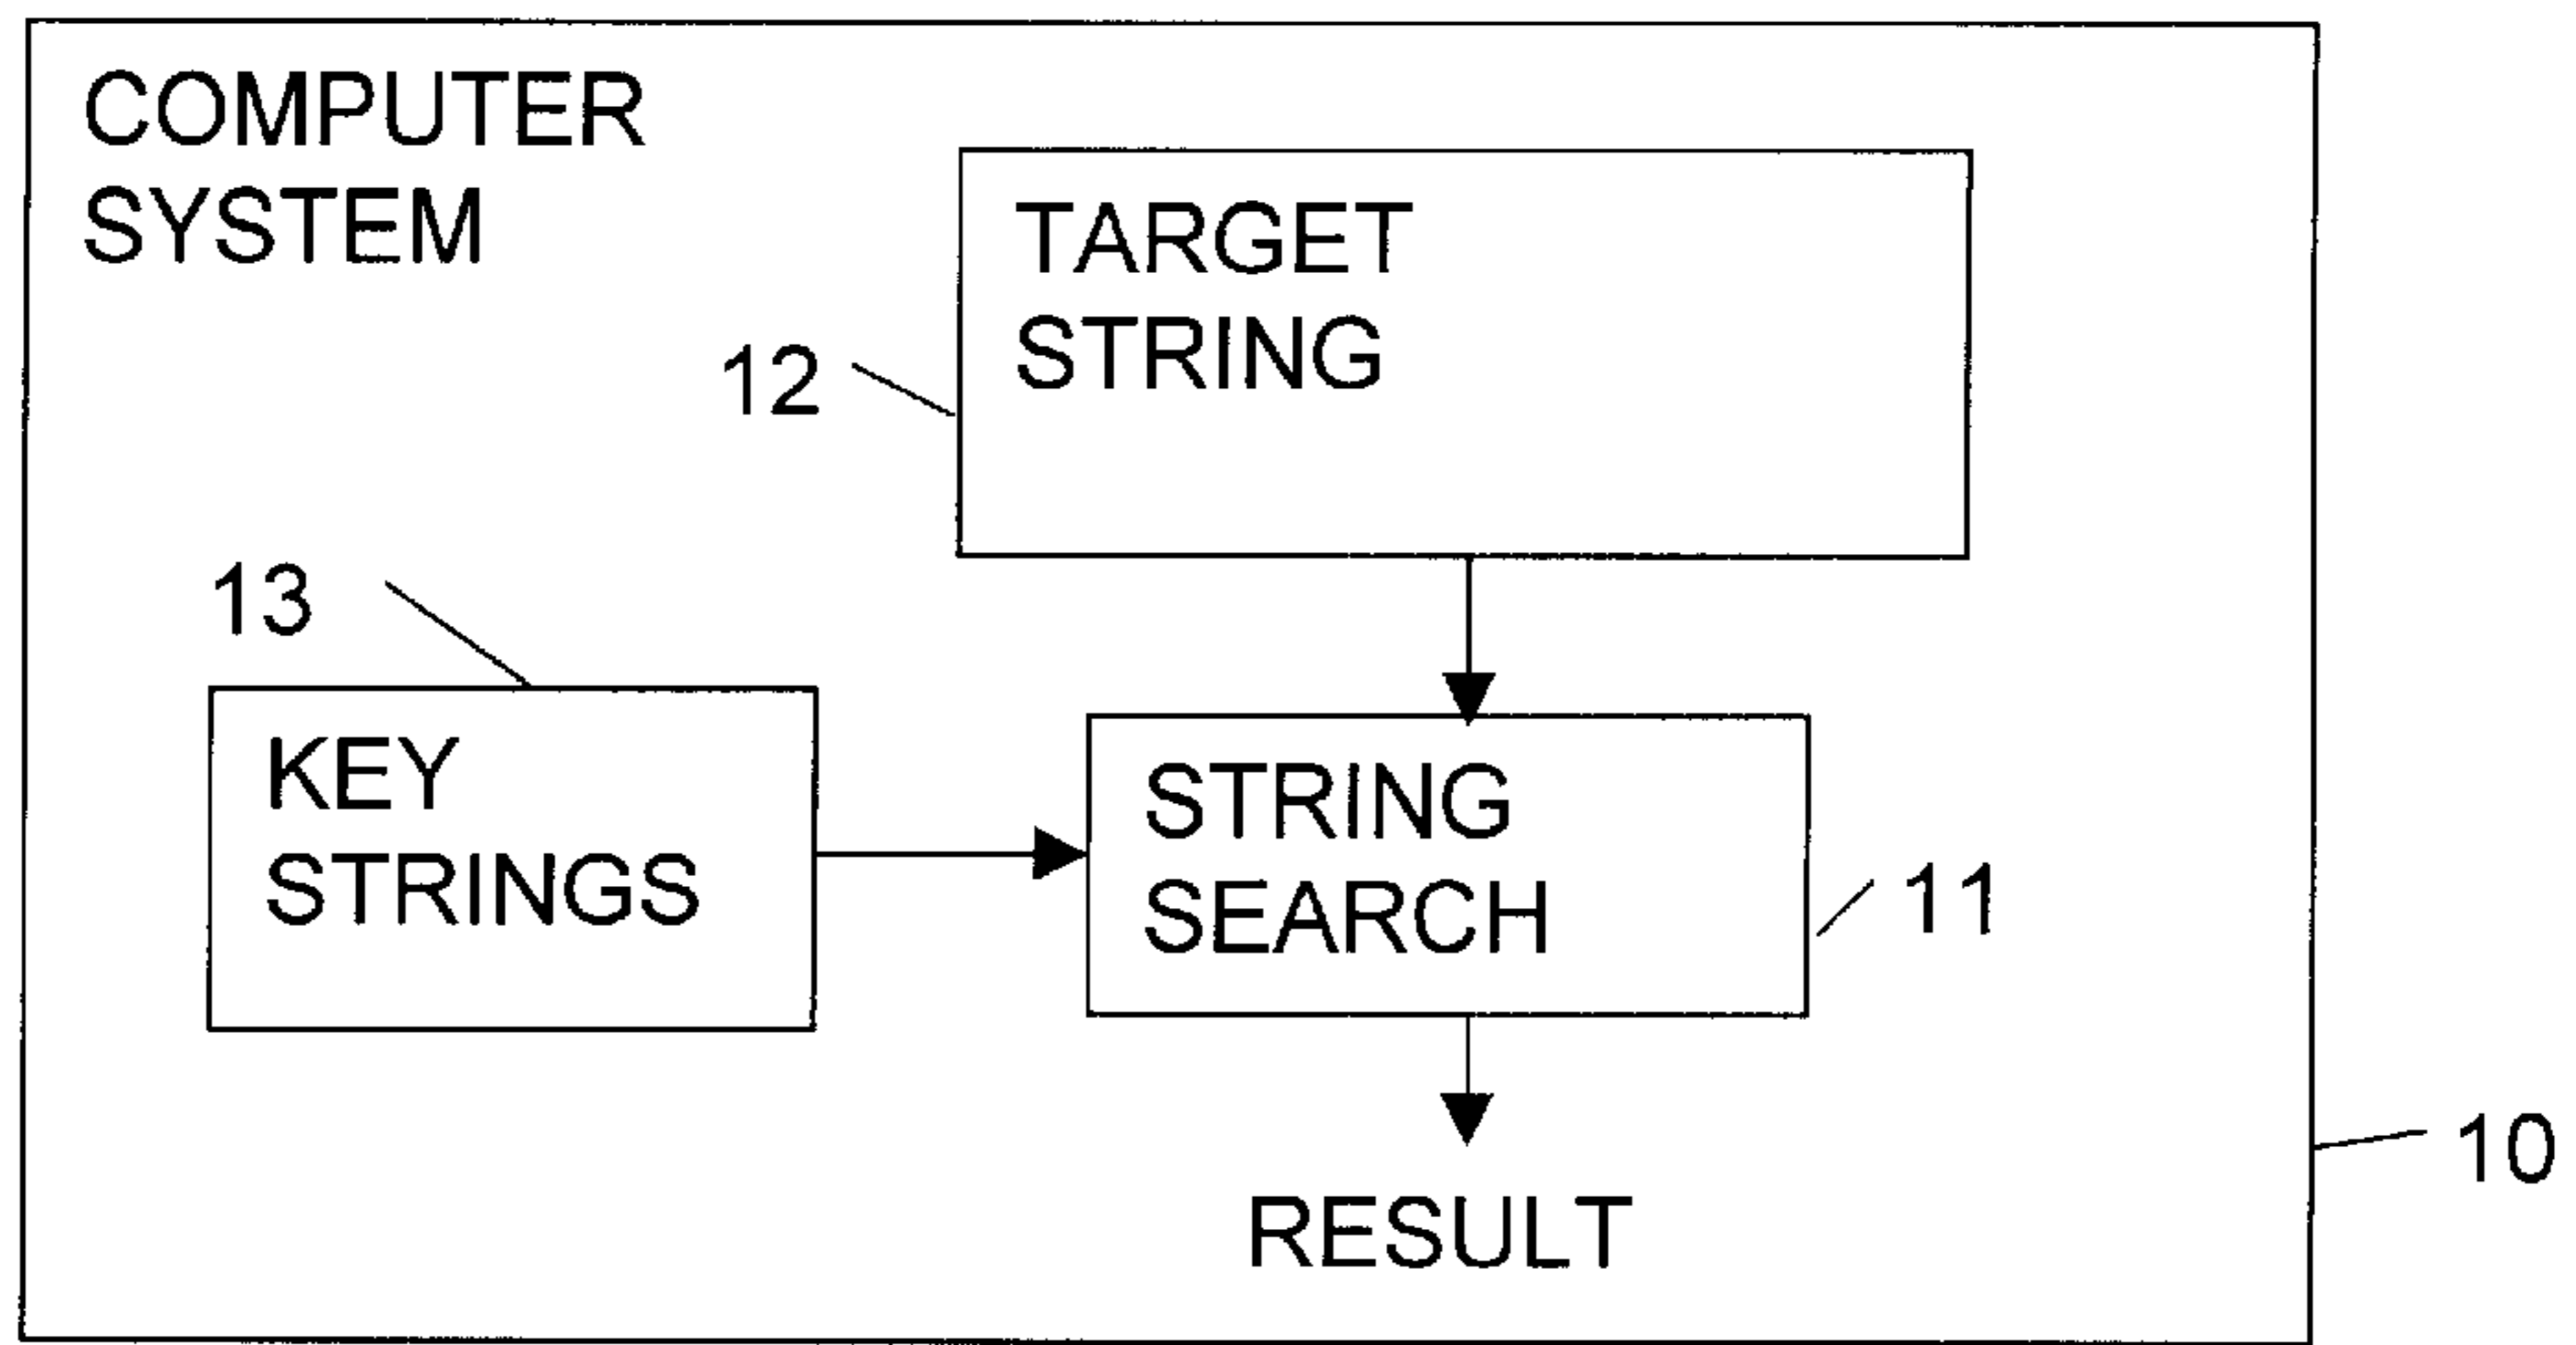 COMPUTER
SYSTEM
TARGET
STRING
12
13
KEY
STRINGS
STRING
SEARCH
11
10
RESULT